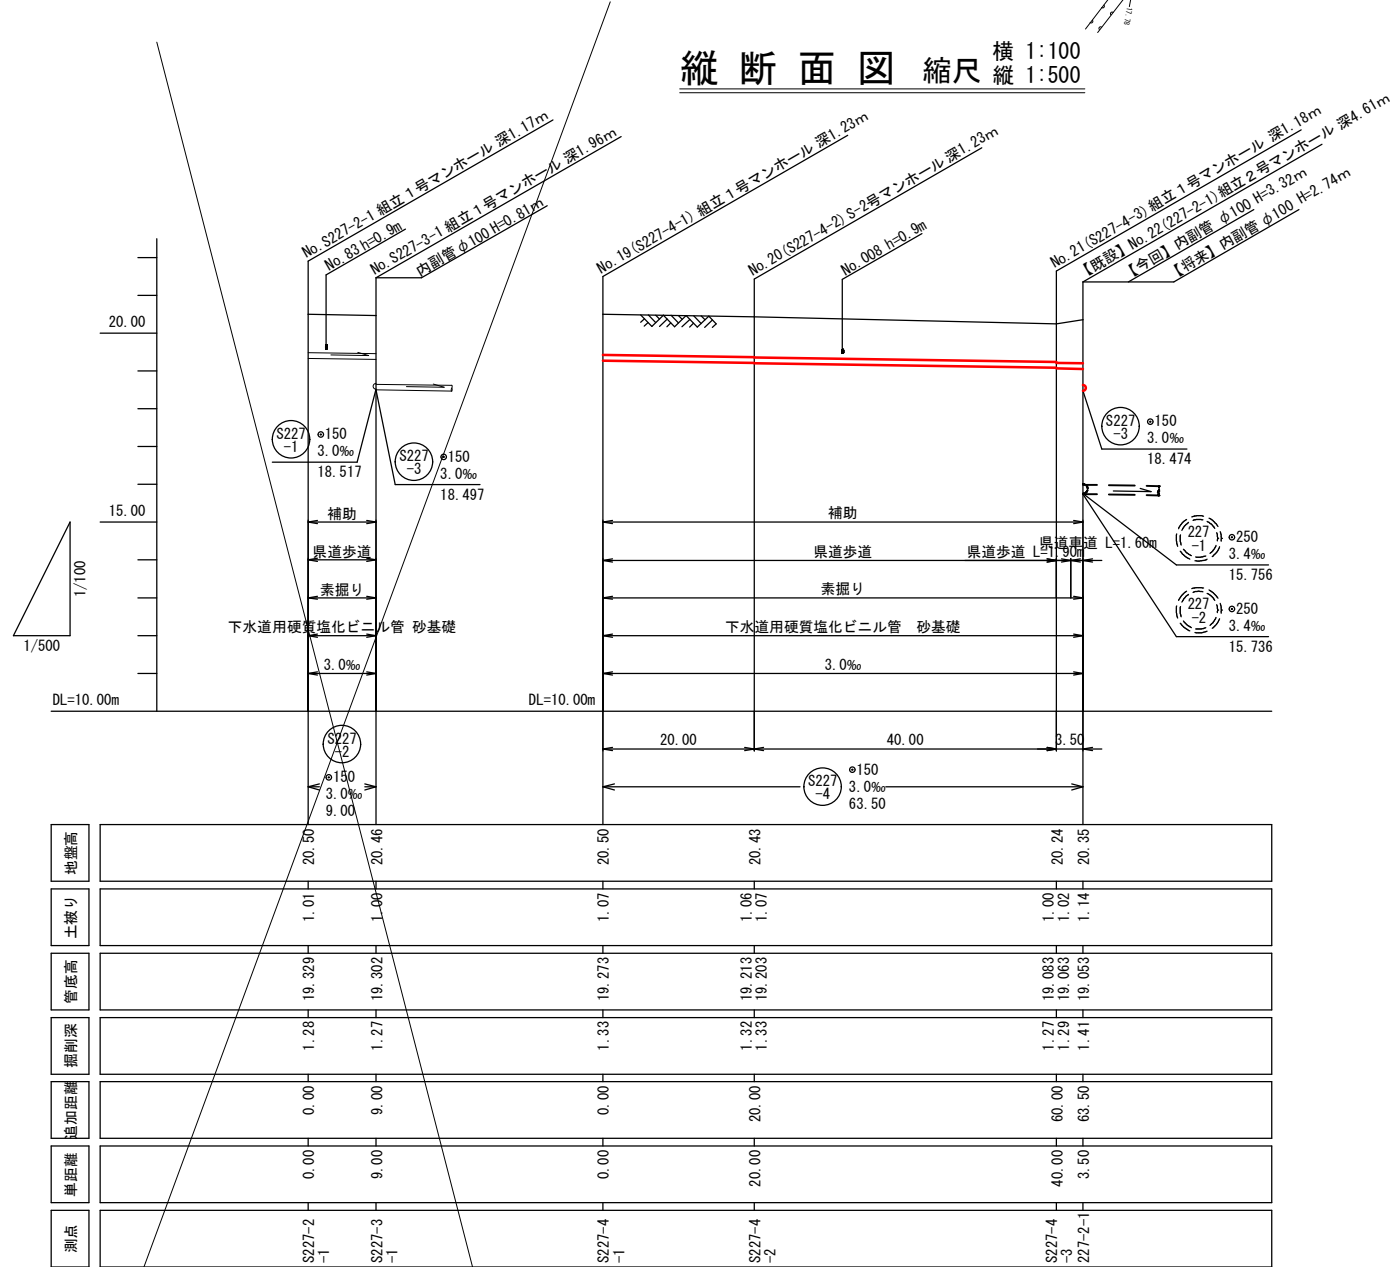 -17.70
縦断面図 縮尺 横 1:100
縦 1:500
No.S227-2-1 組立1号マンホール 深1.17m
No.83 h=0.9m
No.S227-3-1 組立1号マンホール 深1.96m
内副管 φ100 H=0.81m
No.19(S227-4-1) 組立1号マンホール 深1.23m
No.20(S227-4-2) S-2号マンホール 深1.23m
No.008 h=0.9m
No.21(S227-4-3) 組立1号マンホール 深1.18m
【既設】No.22(227-2-1) 組立2号マンホール 深4.61m
【今回】内副管 φ100 H=3.32m
【将来】内副管 φ100 H=2.74m
20.00
15.00
1/100
1/500
DL=10.00m
S227
-1
⊙150
3.0‰
18.517
S227
-3
⊙150
3.0‰
18.497
補助
県道歩道
素掘り
下水道用硬質塩化ビニル管 砂基礎
3.0‰
S227
-2
⊙150
3.0‰
9.00
S227
-3
⊙150
3.0‰
18.474
227
-1
⊙250
3.4‰
15.756
227
-2
⊙250
3.4‰
15.736
補助
県道歩道
県道歩道 L=1.90m
県道車道 L=1.60m
素掘り
下水道用硬質塩化ビニル管 砂基礎
3.0‰
DL=10.00m
20.00 40.00 3.50
S227
-4
⊙150
3.0‰
63.50
地盤高 20.50 20.46 20.50 20.43 20.24 20.35
土被り 1.01 1.00 1.07 1.06 1.07 1.00 1.02 1.14
管底高 19.329 19.302 19.273 19.213 19.203 19.083 19.063 19.053
掘削深 1.28 1.27 1.33 1.32 1.33 1.27 1.29 1.41
追加距離 0.00 9.00 0.00 20.00 60.00 63.50
単距離 0.00 9.00 0.00 20.00 40.00 3.50
測点 S227-2-1 S227-3-1 S227-4-1 S227-4-2 S227-4-3 227-2-1